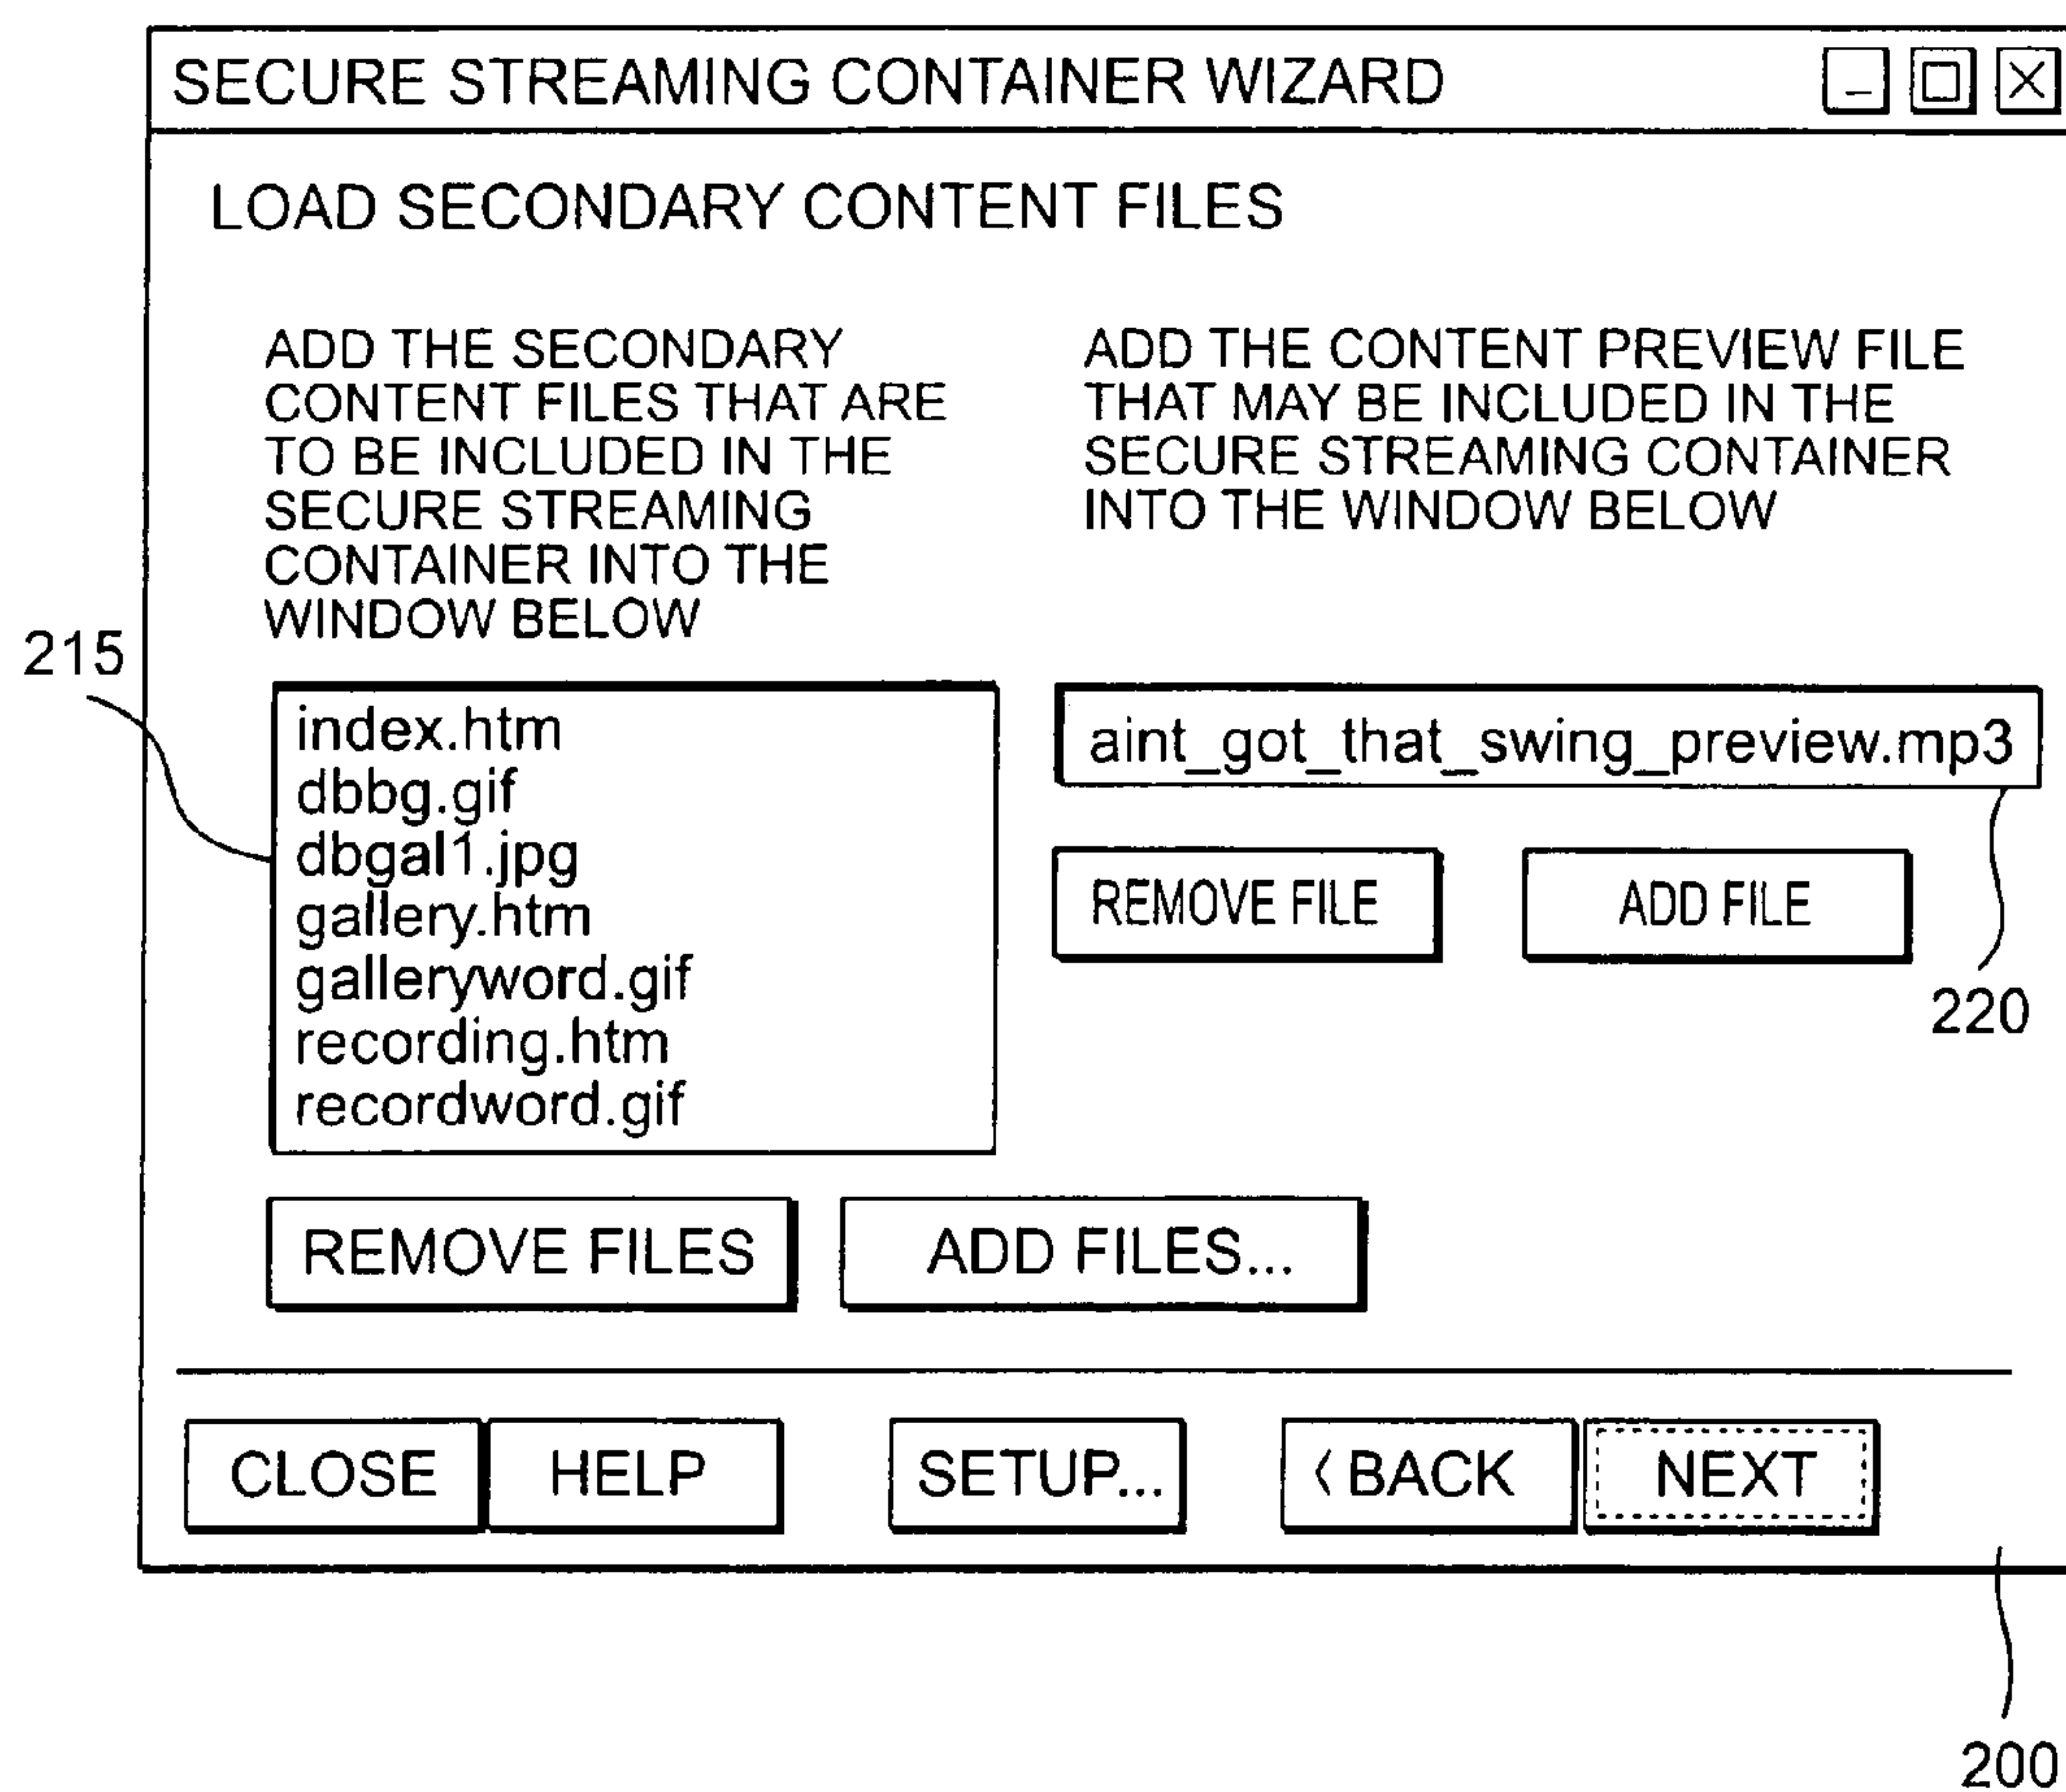 SECURE STREAMING CONTAINER WIZARD
LOAD SECONDARY CONTENT FILES
ADD THE SECONDARY
CONTENT FILES THAT ARE
TO BE INCLUDED IN THE
SECURE STREAMING
CONTAINER INTO THE
WINDOW BELOW
ADD THE CONTENT PREVIEW FILE
THAT MAY BE INCLUDED IN THE
SECURE STREAMING CONTAINER
INTO THE WINDOW BELOW
215
index.htm
dbbg.gif
dbgal1.jpg
gallery.htm
galleryword.gif
recording.htm
recordword.gif
aint_got_that_swing_preview.mp3
REMOVE FILE
ADD FILE
220
REMOVE FILES
ADD FILES...
CLOSE
HELP
SETUP...
<BACK
NEXT
200